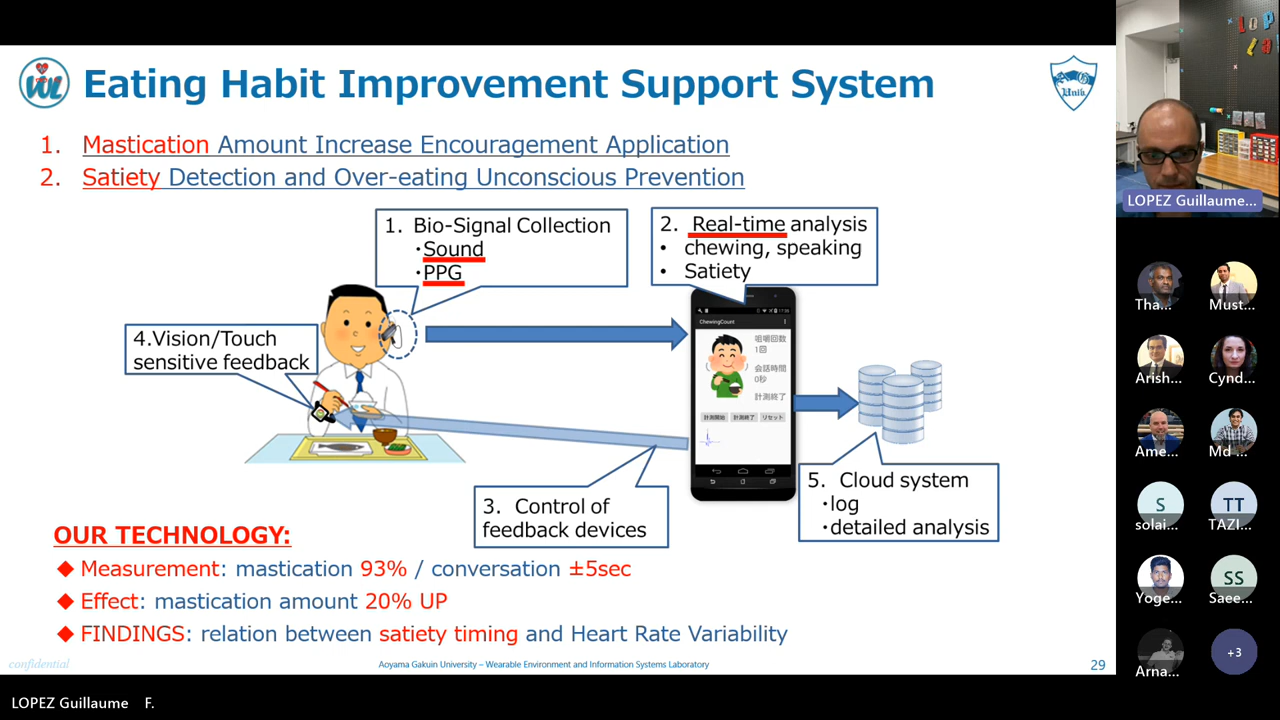 Eating Habit Improvement Support System
1. Mastication Amount Increase Encouragement Application
2. Satiety Detection and Over-eating Unconscious Prevention
1. Bio-Signal Collection
・Sound
・PPG
2. Real-time analysis
• chewing, speaking
• Satiety
4.Vision/Touch
sensitive feedback
ChewingCount
咀嚼回数
1回
会話時間
0秒
計測終了
計測開始 計測終了 リセット
3. Control of
feedback devices
5. Cloud system
・log
・detailed analysis
OUR TECHNOLOGY:
◆ Measurement: mastication 93% / conversation ±5sec
◆ Effect: mastication amount 20% UP
◆ FINDINGS: relation between satiety timing and Heart Rate Variability
confidential
Aoyama Gakuin University – Wearable Environment and Information Systems Laboratory
29
LOPEZ Guillaume F.
LOPEZ Guillaume...
Tha... Must...
Arish... Cynd...
Ame... Md ...
S TT
solai... TAZI...
SS
Yoge... Saee...
Arna... +3